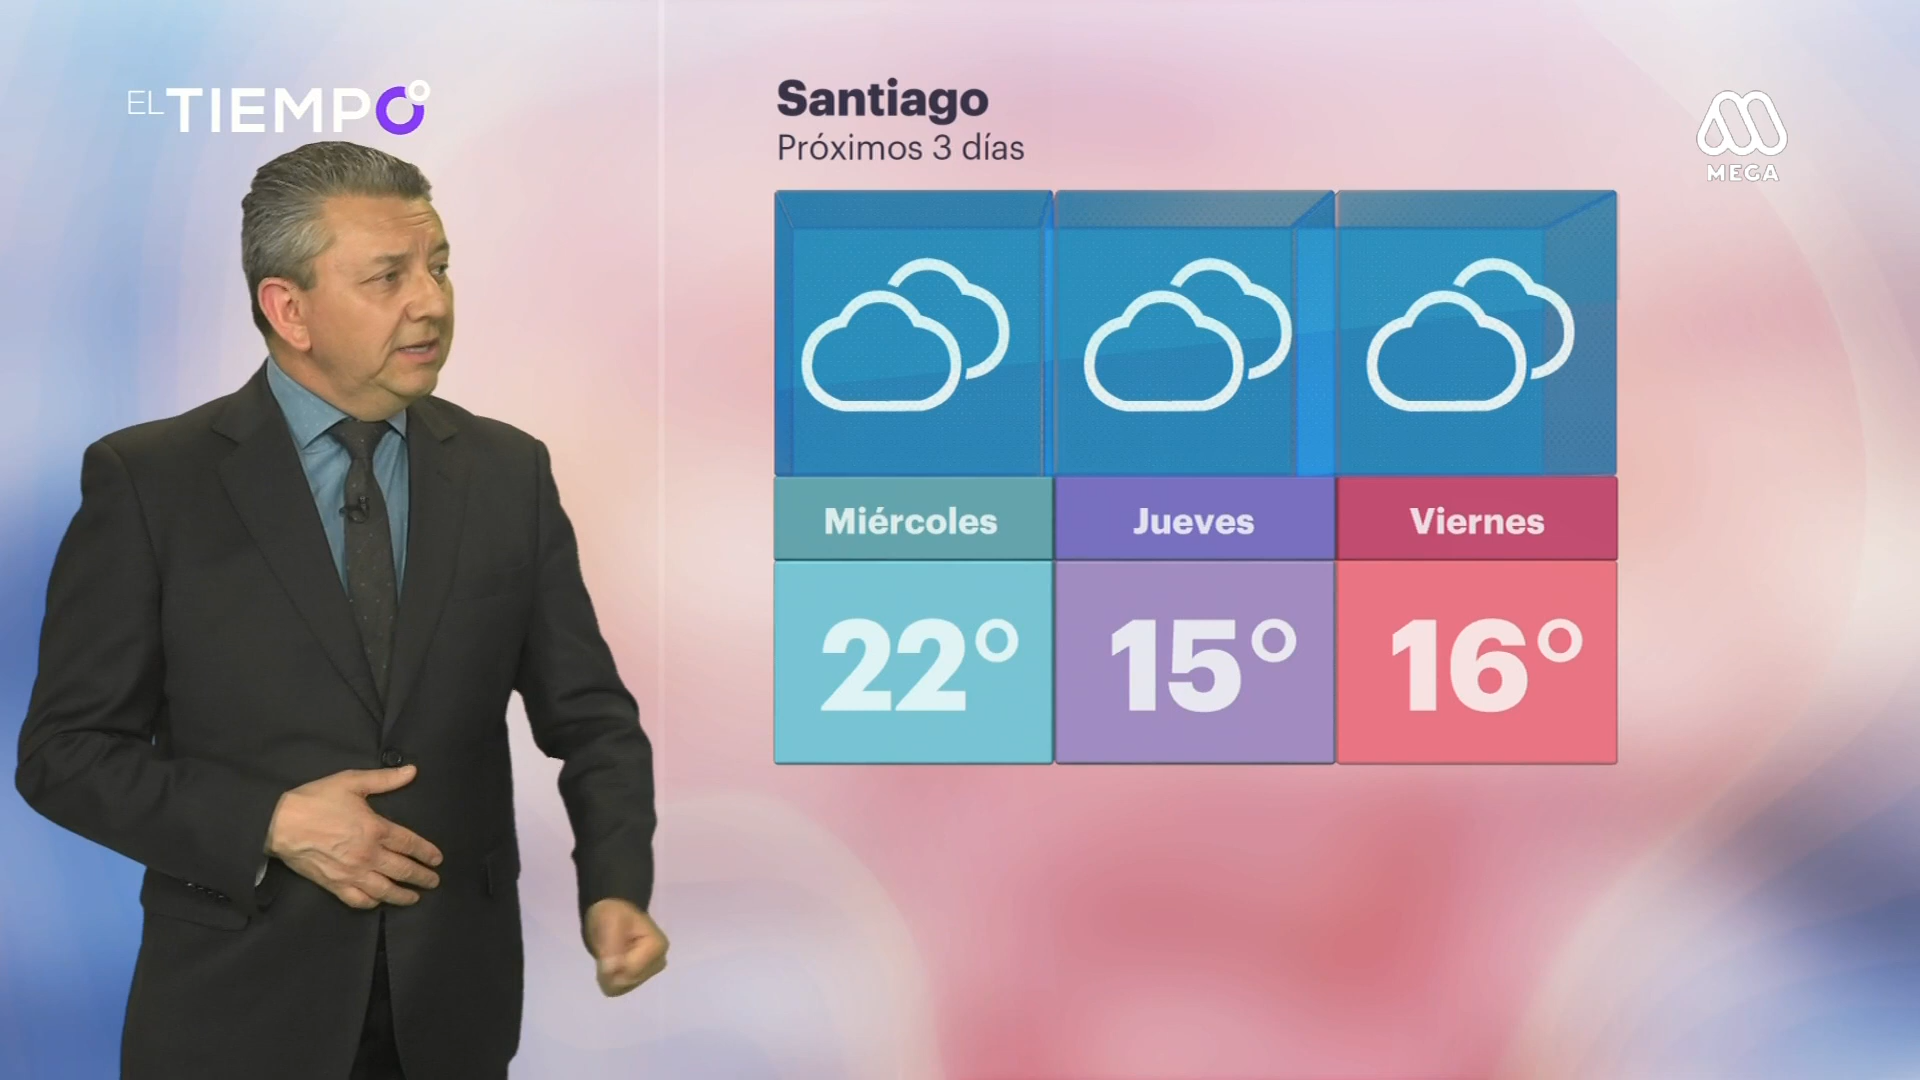 EL TIEMPO
Santiago
Próximos 3 días
MEGA
Miércoles
Jueves
Viernes
22°
15°
16°